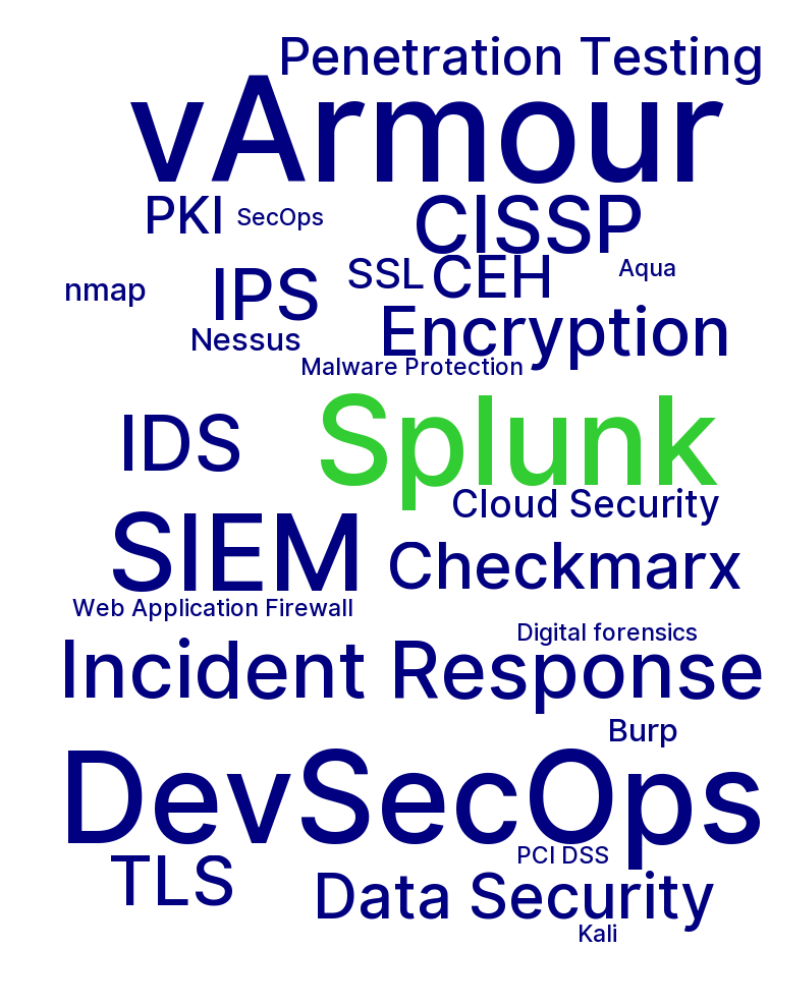 Penetration Testing
vArmour
PKI SecOps CISSP
nmap IPS SSL CEH Aqua
Nessus Encryption
Malware Protection
IDS Splunk
Cloud Security
SIEM Checkmarx
Web Application Firewall
Digital forensics
Incident Response
Burp
DevSecOps
TLS PCI DSS
Data Security
Kali